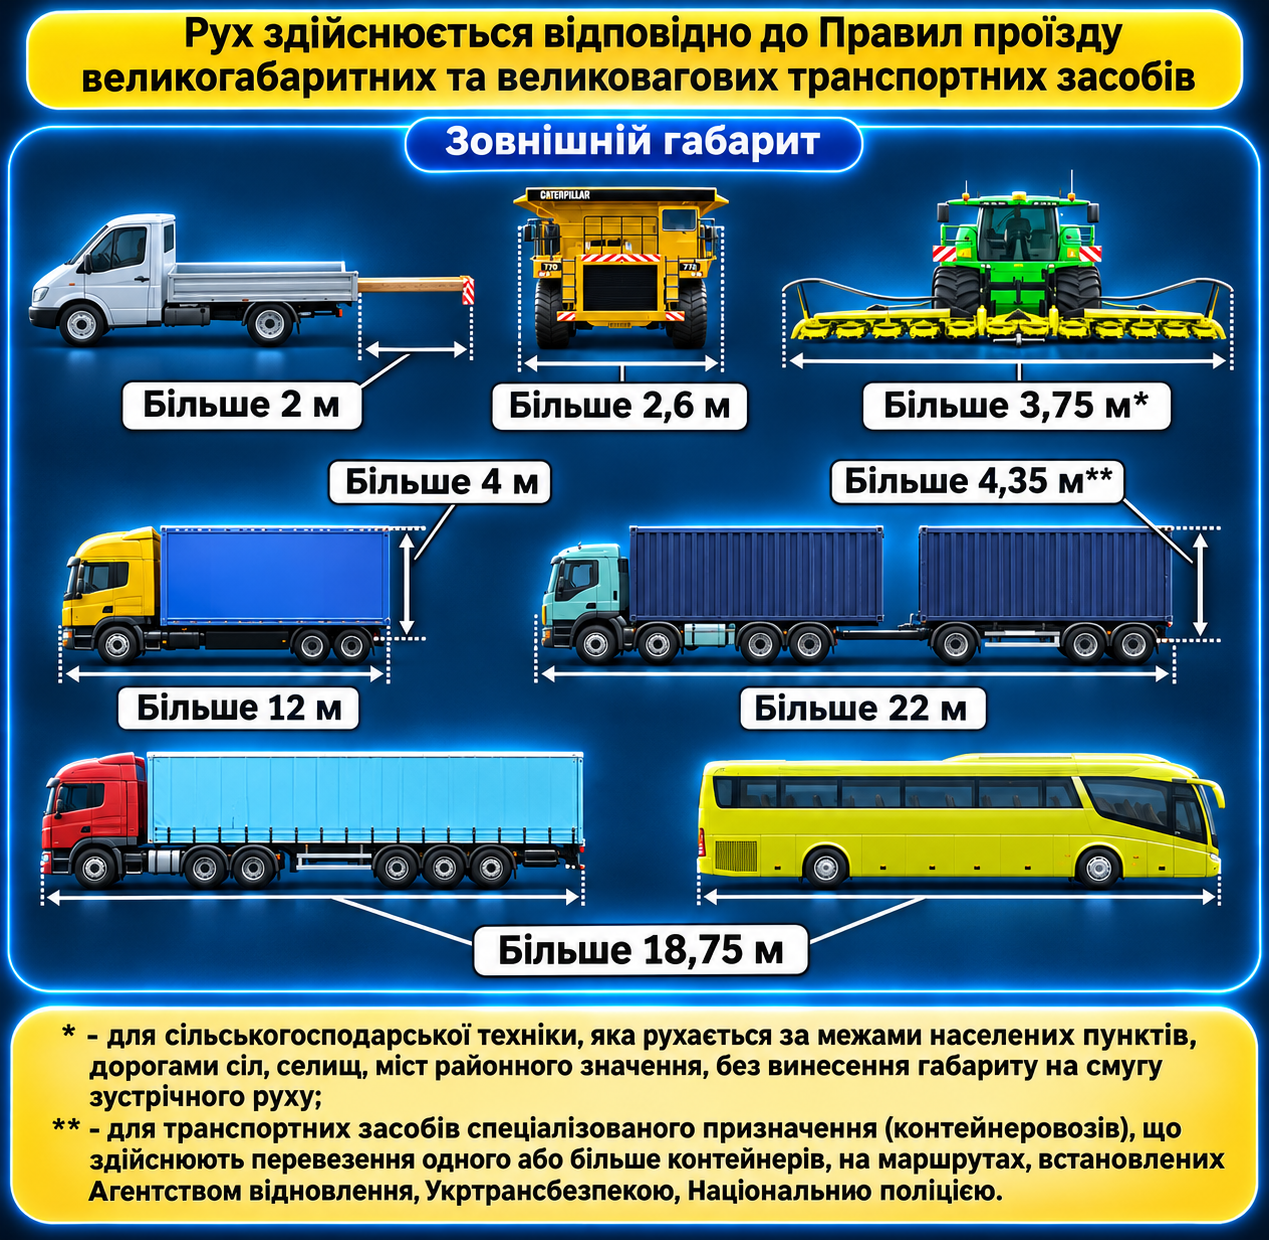 Рух здійснюється відповідно до Правил проїзду
великогабаритних та великовагових транспортних засобів
Зовнішній габарит
CATERPILLAR
770
772
Більше 2 м
Більше 2,6 м
Більше 3,75 м*
Більше 4 м
Більше 4,35 м**
Більше 12 м
Більше 22 м
Більше 18,75 м
* - для сільськогосподарської техніки, яка рухається за межами населених пунктів,
дорогами сіл, селищ, міст районного значення, без винесення габариту на смугу
зустрічного руху;
** - для транспортних засобів спеціалізованого призначення (контейнеровозів), що
здійснюють перевезення одного або більше контейнерів, на маршрутах, встановлених
Агентством відновлення, Укртрансбезпекою, Національнио поліцією.